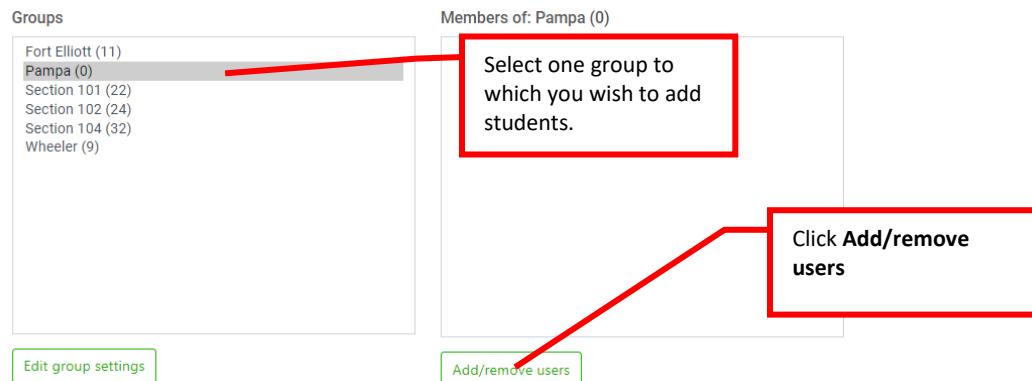 Groups
Members of: Pampa (0)
Fort Elliott (11)
Pampa (0)
Section 101 (22)
Section 102 (24)
Section 104 (32)
Wheeler (9)
Select one group to
which you wish to add
students.
Click Add/remove
users
Edit group settings
Add/remove users